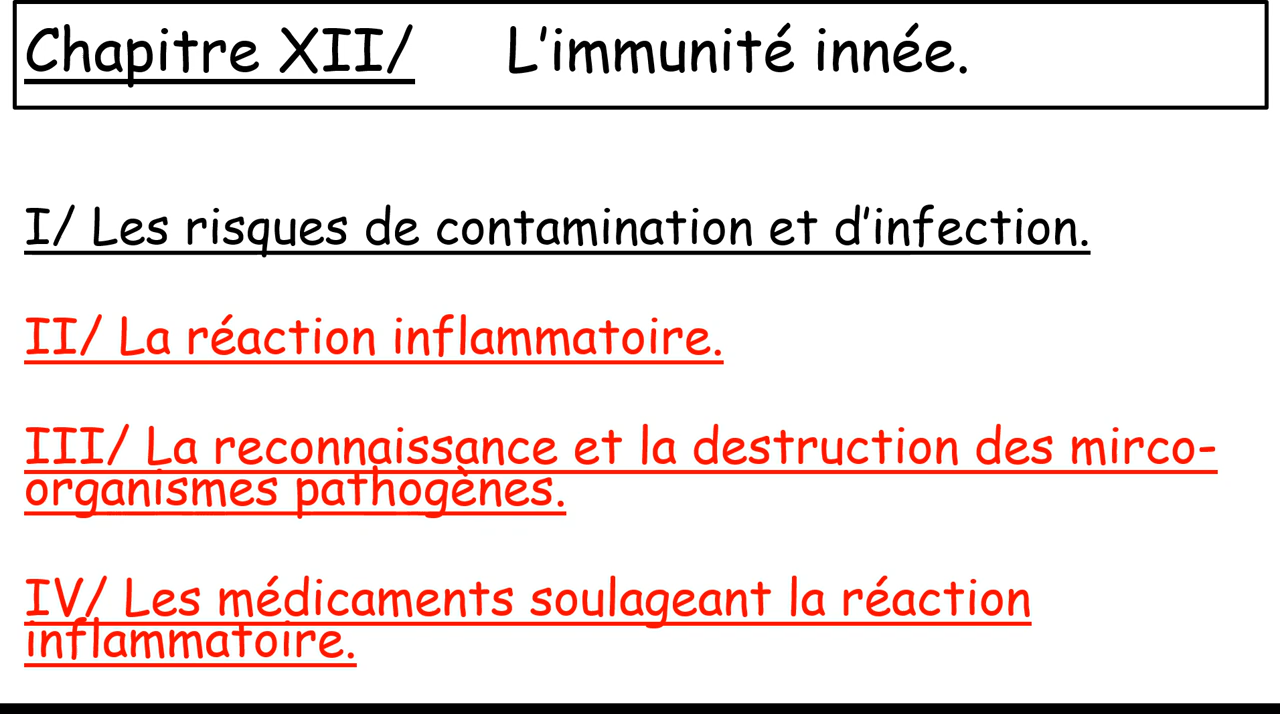 Chapitre XII/ L’immunité innée.
I/ Les risques de contamination et d’infection.
II/ La réaction inflammatoire.
III/ La reconnaissance et la destruction des mirco-
organismes pathogènes.
IV/ Les médicaments soulageant la réaction
inflammatoire.